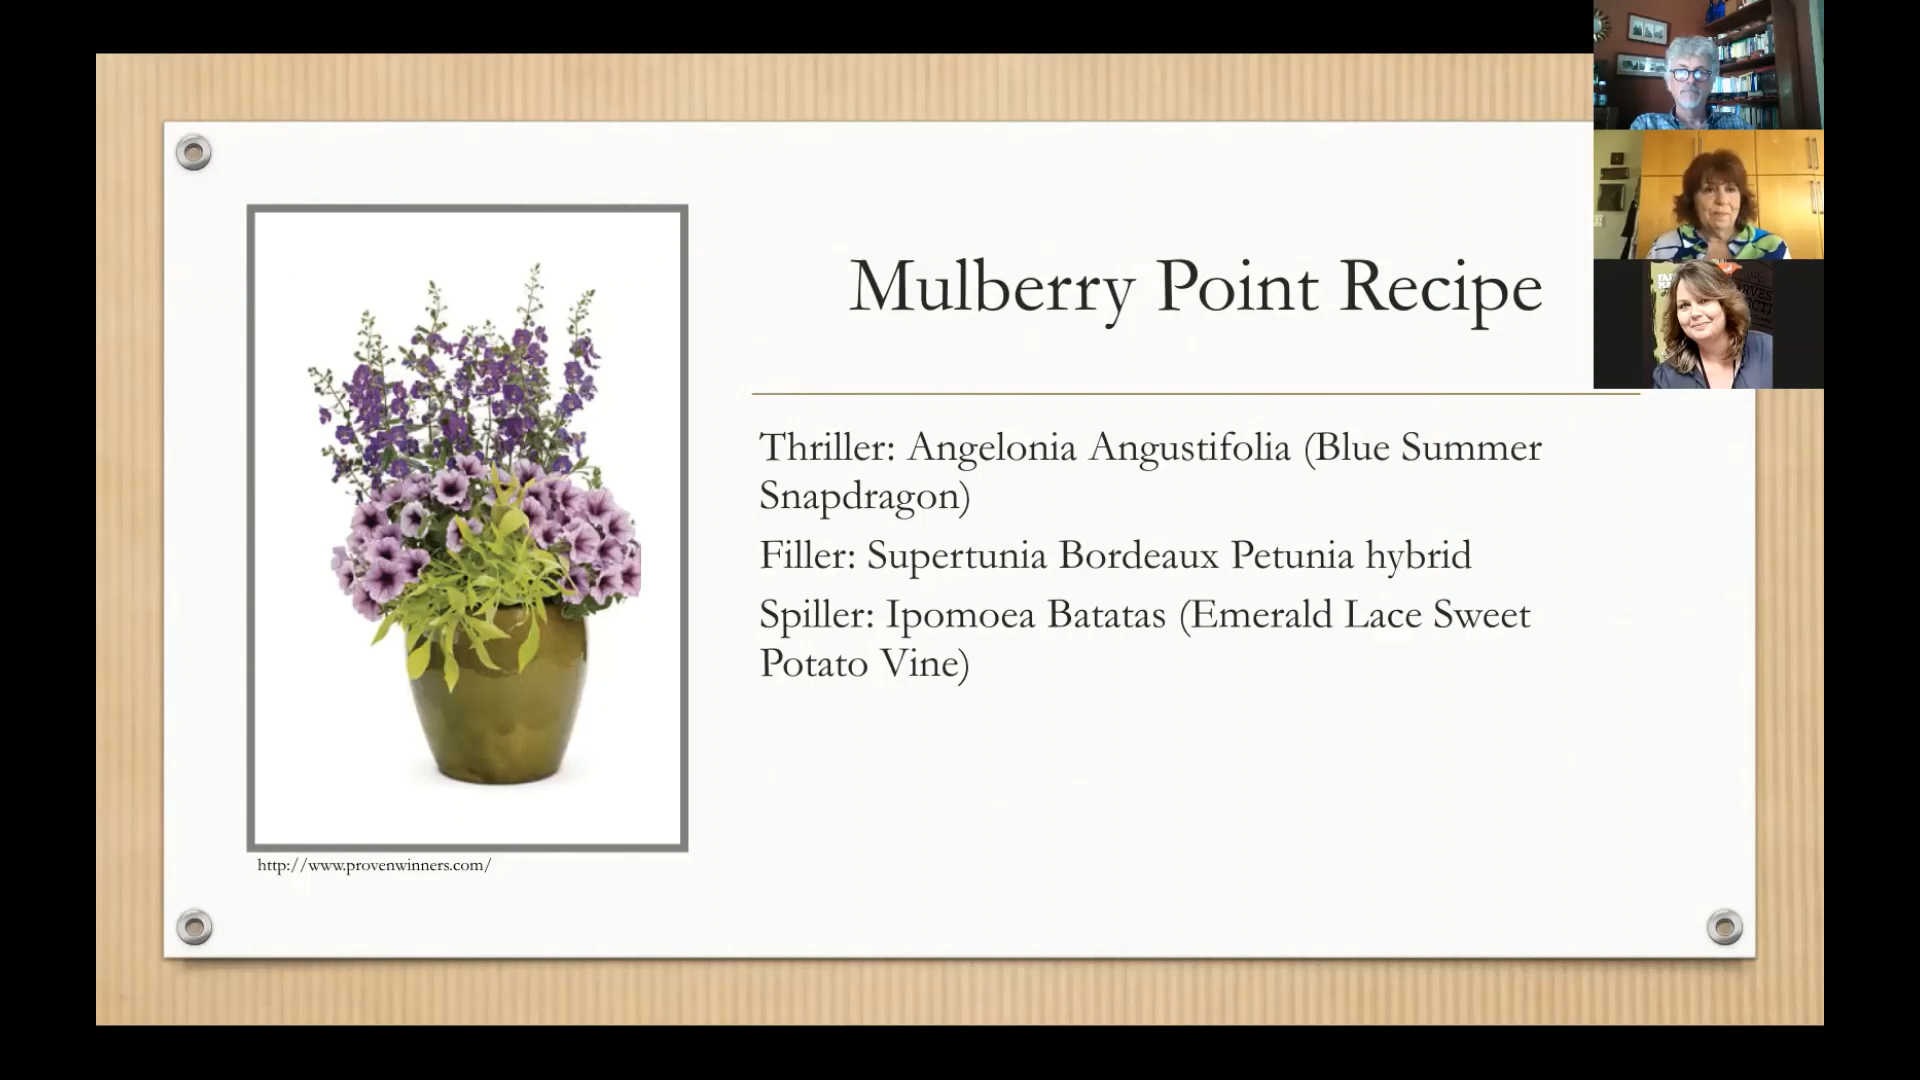 Mulberry Point Recipe
Thriller: Angelonia Angustifolia (Blue Summer
Snapdragon)
Filler: Supertunia Bordeaux Petunia hybrid
Spiller: Ipomoea Batatas (Emerald Lace Sweet
Potato Vine)
http://www.provenwinners.com/